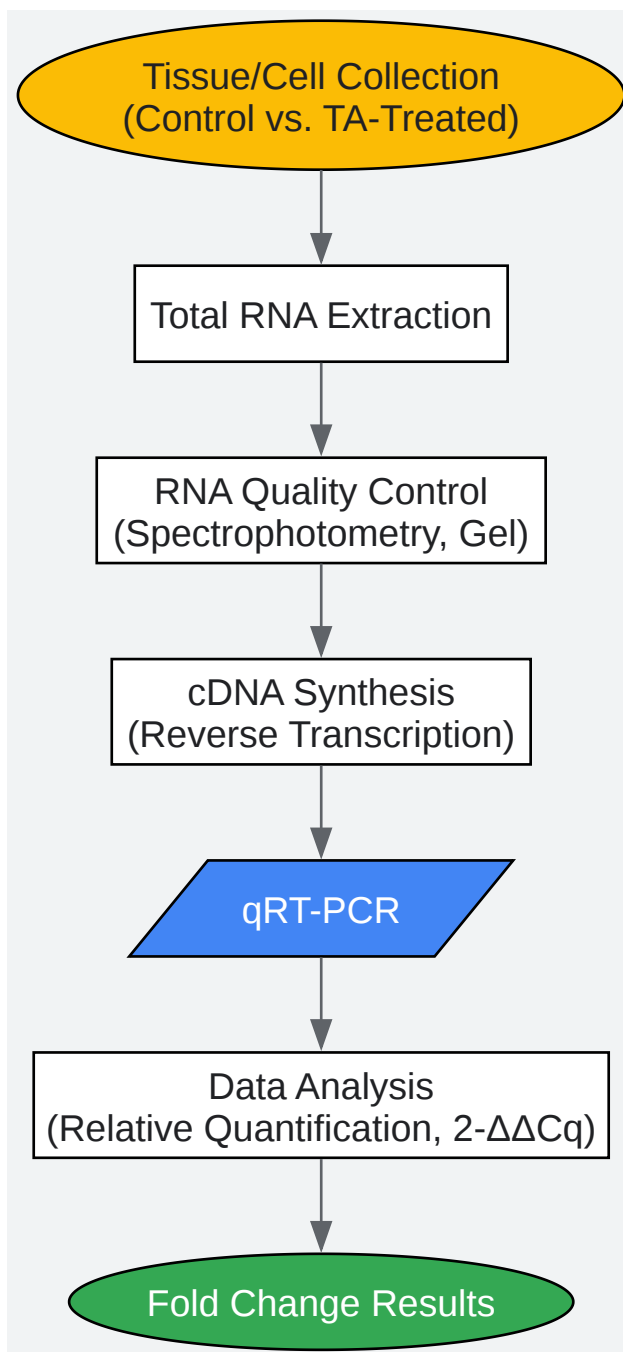 Tissue/Cell Collection
(Control vs. TA-Treated)
Total RNA Extraction
RNA Quality Control
(Spectrophotometry, Gel)
cDNA Synthesis
(Reverse Transcription)
qRT-PCR
Data Analysis
(Relative Quantification, 2-ΔΔCq)
Fold Change Results